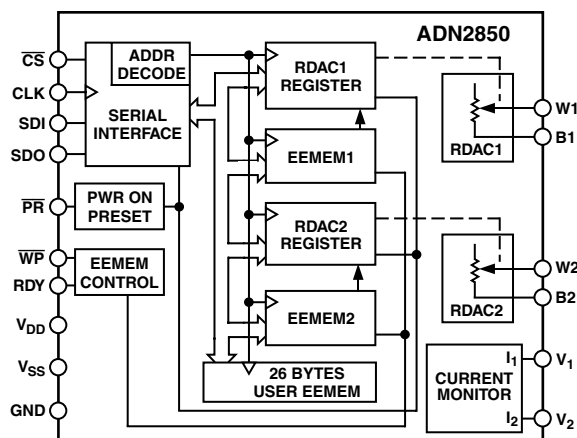 ADN2850
CS
CLK
SDI
SDO
PR
WP
RDY
VDD
VSS
GND
ADDR
DECODE
SERIAL
INTERFACE
PWR ON
PRESET
EEMEM
CONTROL
RDAC1
REGISTER
EEMEM1
RDAC2
REGISTER
EEMEM2
26 BYTES
USER EEMEM
RDAC1
RDAC2
I1
CURRENT
MONITOR
I2
W1
B1
W2
B2
V1
V2